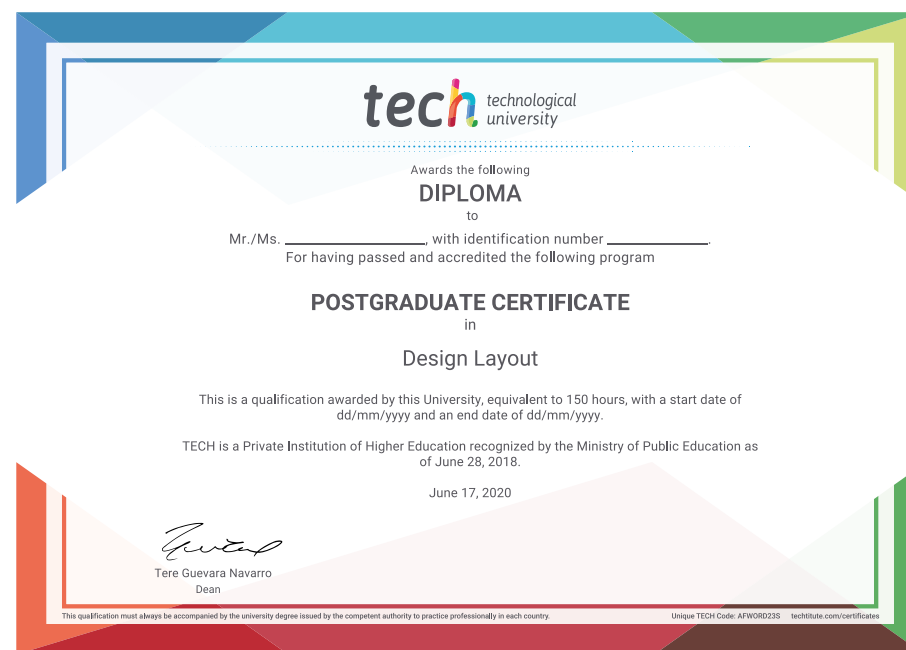 tech technological
university
Awards the following
DIPLOMA
to
Mr./Ms. ____________________, with identification number ______________.
For having passed and accredited the following program
POSTGRADUATE CERTIFICATE
in
Design Layout
This is a qualification awarded by this University, equivalent to 150 hours, with a start date of
dd/mm/yyyy and an end date of dd/mm/yyyy.
TECH is a Private Institution of Higher Education recognized by the Ministry of Public Education as
of June 28, 2018.
June 17, 2020
Tere Guevara Navarro
Dean
This qualification must always be accompanied by the university degree issued by the competent authority to practice professionally in each country. Unique TECH Code: AFWORD23S techtitute.com/certificates